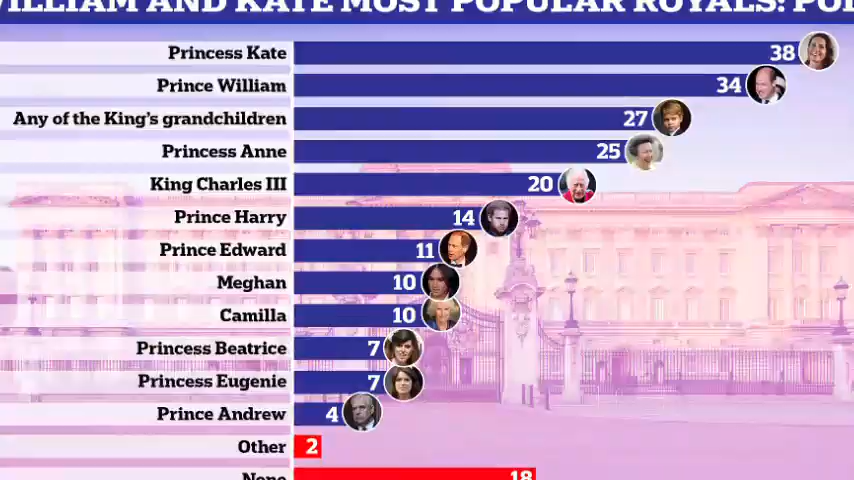 WILLIAM AND KATE MOST POPULAR ROYALS: POLL
Princess Kate 38
Prince William 34
Any of the King's grandchildren 27
Princess Anne 25
King Charles III 20
Prince Harry 14
Prince Edward 11
Meghan 10
Camilla 10
Princess Beatrice 7
Princess Eugenie 7
Prince Andrew 4
Other 2
None 18